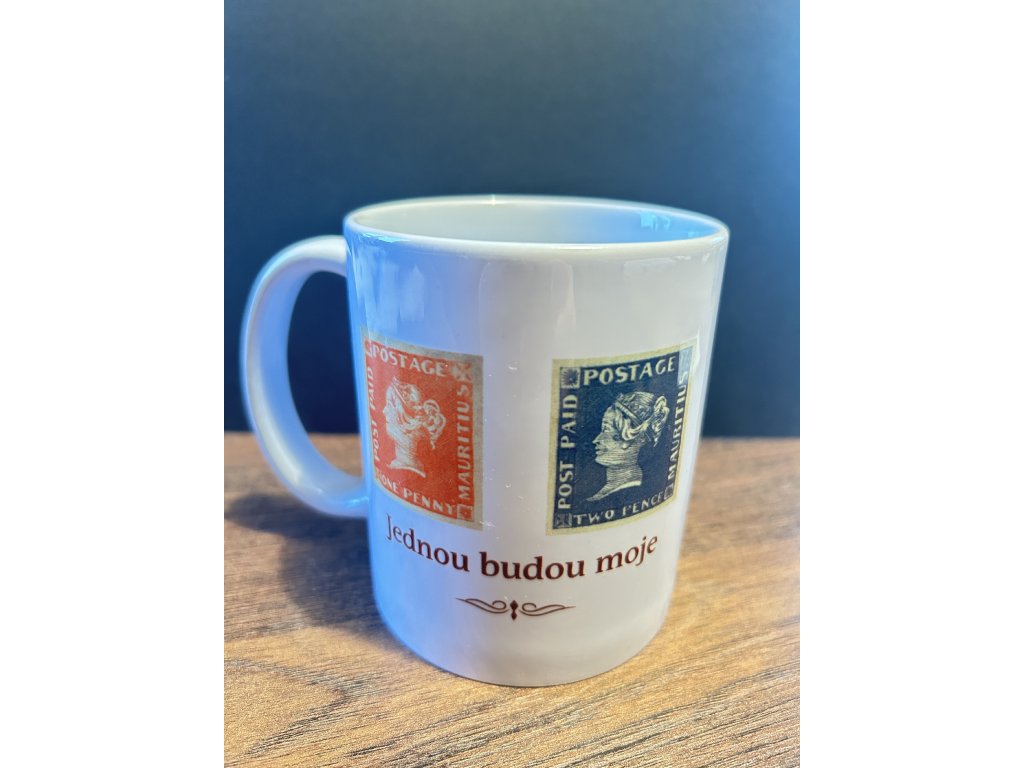 POSTAGE
POST PAID
MAURITIUS
ONE PENNY
POSTAGE
POST PAID
MAURITIUS
TWO PENCE
Jednou budou moje